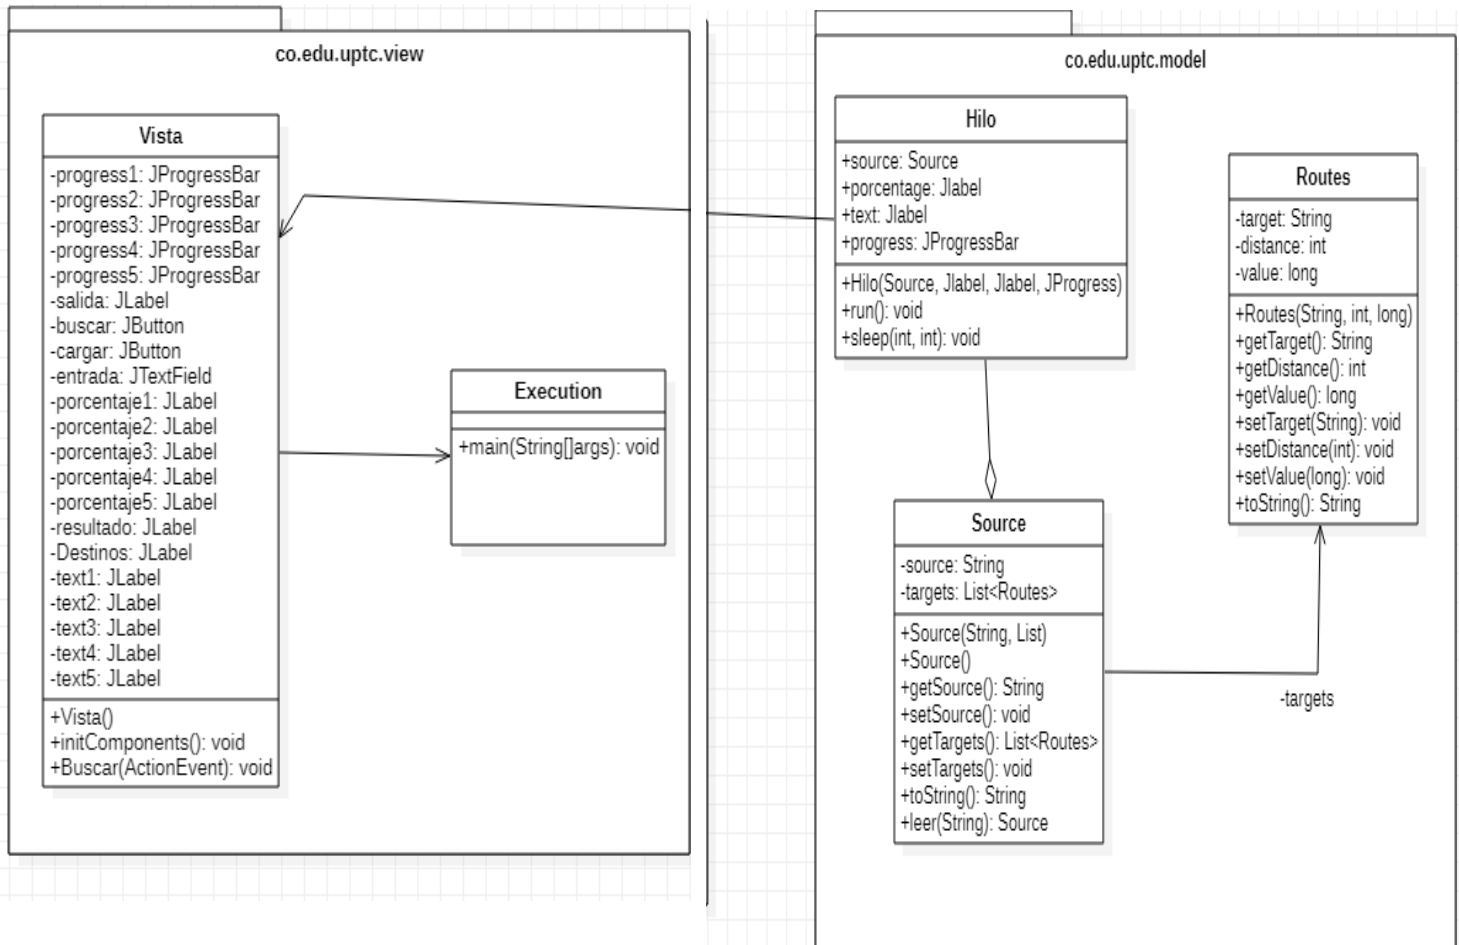 co.edu.uptc.view
Vista
-progress1: JProgressBar
-progress2: JProgressBar
-progress3: JProgressBar
-progress4: JProgressBar
-progress5: JProgressBar
-salida: JLabel
-buscar: JButton
-cargar: JButton
-entrada: JTextField
-porcentaje1: JLabel
-porcentaje2: JLabel
-porcentaje3: JLabel
-porcentaje4: JLabel
-porcentaje5: JLabel
-resultado: JLabel
-Destinos: JLabel
-text1: JLabel
-text2: JLabel
-text3: JLabel
-text4: JLabel
-text5: JLabel
+Vista()
+initComponents(): void
+Buscar(ActionEvent): void
Execution
+main(String[]args): void
co.edu.uptc.model
Hilo
+source: Source
+porcentage: Jlabel
+text: Jlabel
+progress: JProgressBar
+Hilo(Source, Jlabel, Jlabel, JProgress)
+run(): void
+sleep(int, int): void
Routes
-target: String
-distance: int
-value: long
+Routes(String, int, long)
+getTarget(): String
+getDistance(): int
+getValue(): long
+setTarget(String): void
+setDistance(int): void
+setValue(long): void
+toString(): String
Source
-source: String
-targets: List<Routes>
+Source(String, List)
+Source()
+getSource(): String
+setSource(): void
+getTargets(): List<Routes>
+setTargets(): void
+toString(): String
+leer(String): Source
-targets